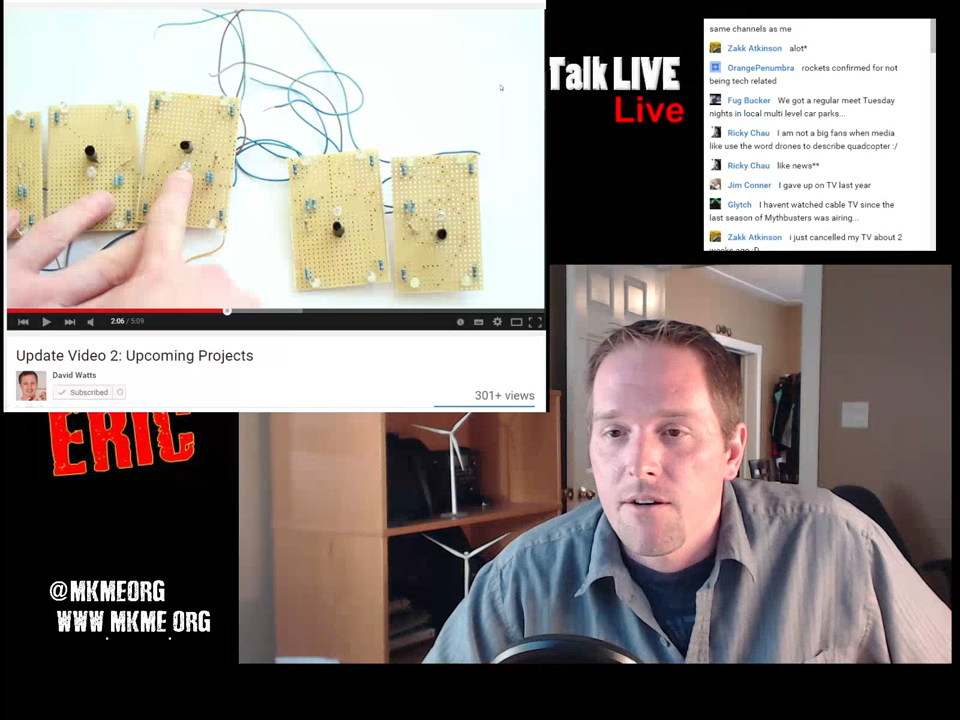 same channels as me
Zakk Atkinson alot*
OrangePenumbra rockets confirmed for not
being tech related
Fug Bucker We got a regular meet Tuesday
nights in local multi level car parks...
Ricky Chau I am not a big fans when media
like use the word drones to describe quadcopter :/
Ricky Chau like news**
Jim Conner I gave up on TV last year
Glytch I havent watched cable TV since the
last season of Mythbusters was airing...
Zakk Atkinson i just cancelled my TV about 2
weeks ago :D
Talk LIVE
Live
2:06 / 5:09
Update Video 2: Upcoming Projects
David Watts
Subscribed
301+ views
ERIC
@MKMEORG
WWW.MKME.ORG